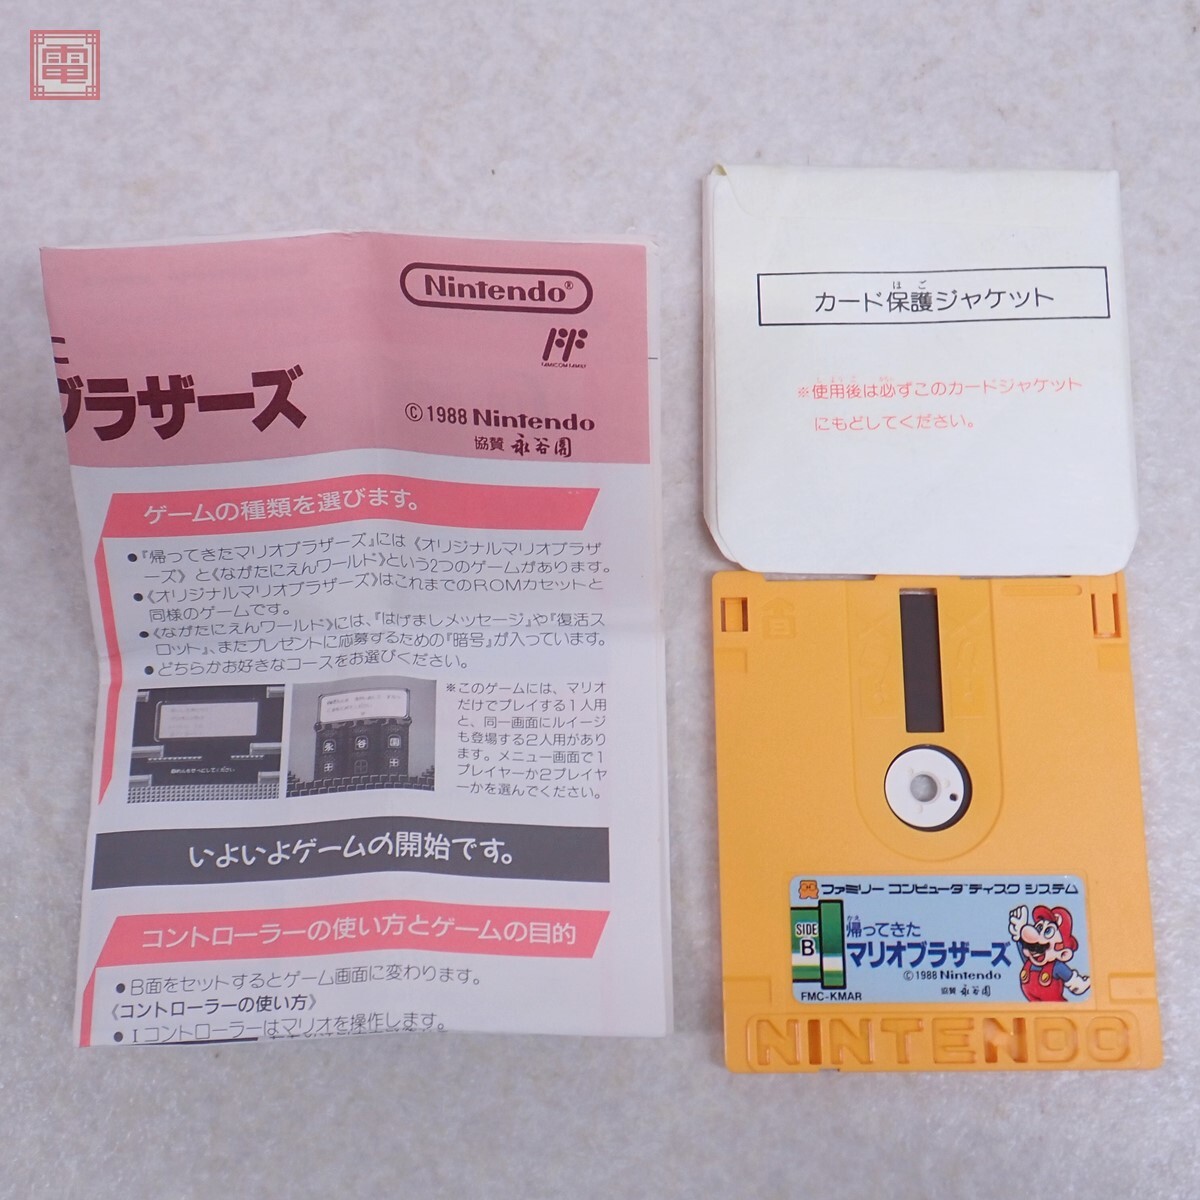 電
Nintendo®
FAMICOM FAMILY
ブラザーズ
©1988 Nintendo
協賛 永谷園
ゲームの種類を選びます。
●『帰ってきたマリオブラザーズ』には《オリジナルマリオブラザ
ーズ》と《ながたにえんワールド》という2つのゲームがあります。
●《オリジナルマリオブラザーズ》はこれまでのROMカセットと
同様のゲームです。
●《ながたにえんワールド》には、『はげましメッセージ』や『復活ス
ロット』、またプレゼントに応募するための『暗号』が入っています。
●どちらかお好きなコースをお選びください。
永 谷 園
※このゲームには、マリオ
だけでプレイする1人用
と、同一画面にルイージ
も登場する2人用があり
ます。メニュー画面で1
プレイヤーか2プレイヤ
ーかを選んでください。
いよいよゲームの開始です。
コントローラーの使い方とゲームの目的
●B面をセットするとゲーム画面に変わります。
《コントローラーの使い方》
●Iコントローラーはマリオを操作します。
はご
カード保護ジャケット
※使用後は必ずこのカードジャケット
にもどしてください。
ファミリー コンピュータ ディスク システム
SIDE
B
かえ
帰ってきた
マリオブラザーズ
©1988 Nintendo
FMC-KMAR
協賛 永谷園
NINTENDO